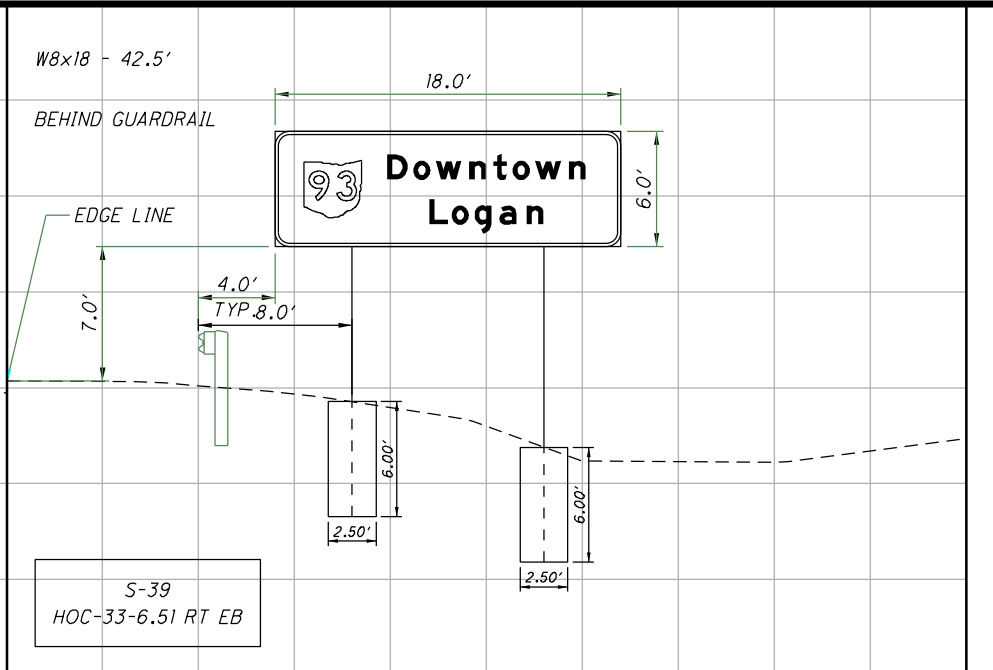 W8x18 - 42.5'
18.0'
BEHIND GUARDRAIL
93
Downtown
Logan
6.0'
EDGE LINE
7.0'
4.0'
TYP.
8.0'
6.00'
2.50'
6.00'
2.50'
S-39
HOC-33-6.51 RT EB